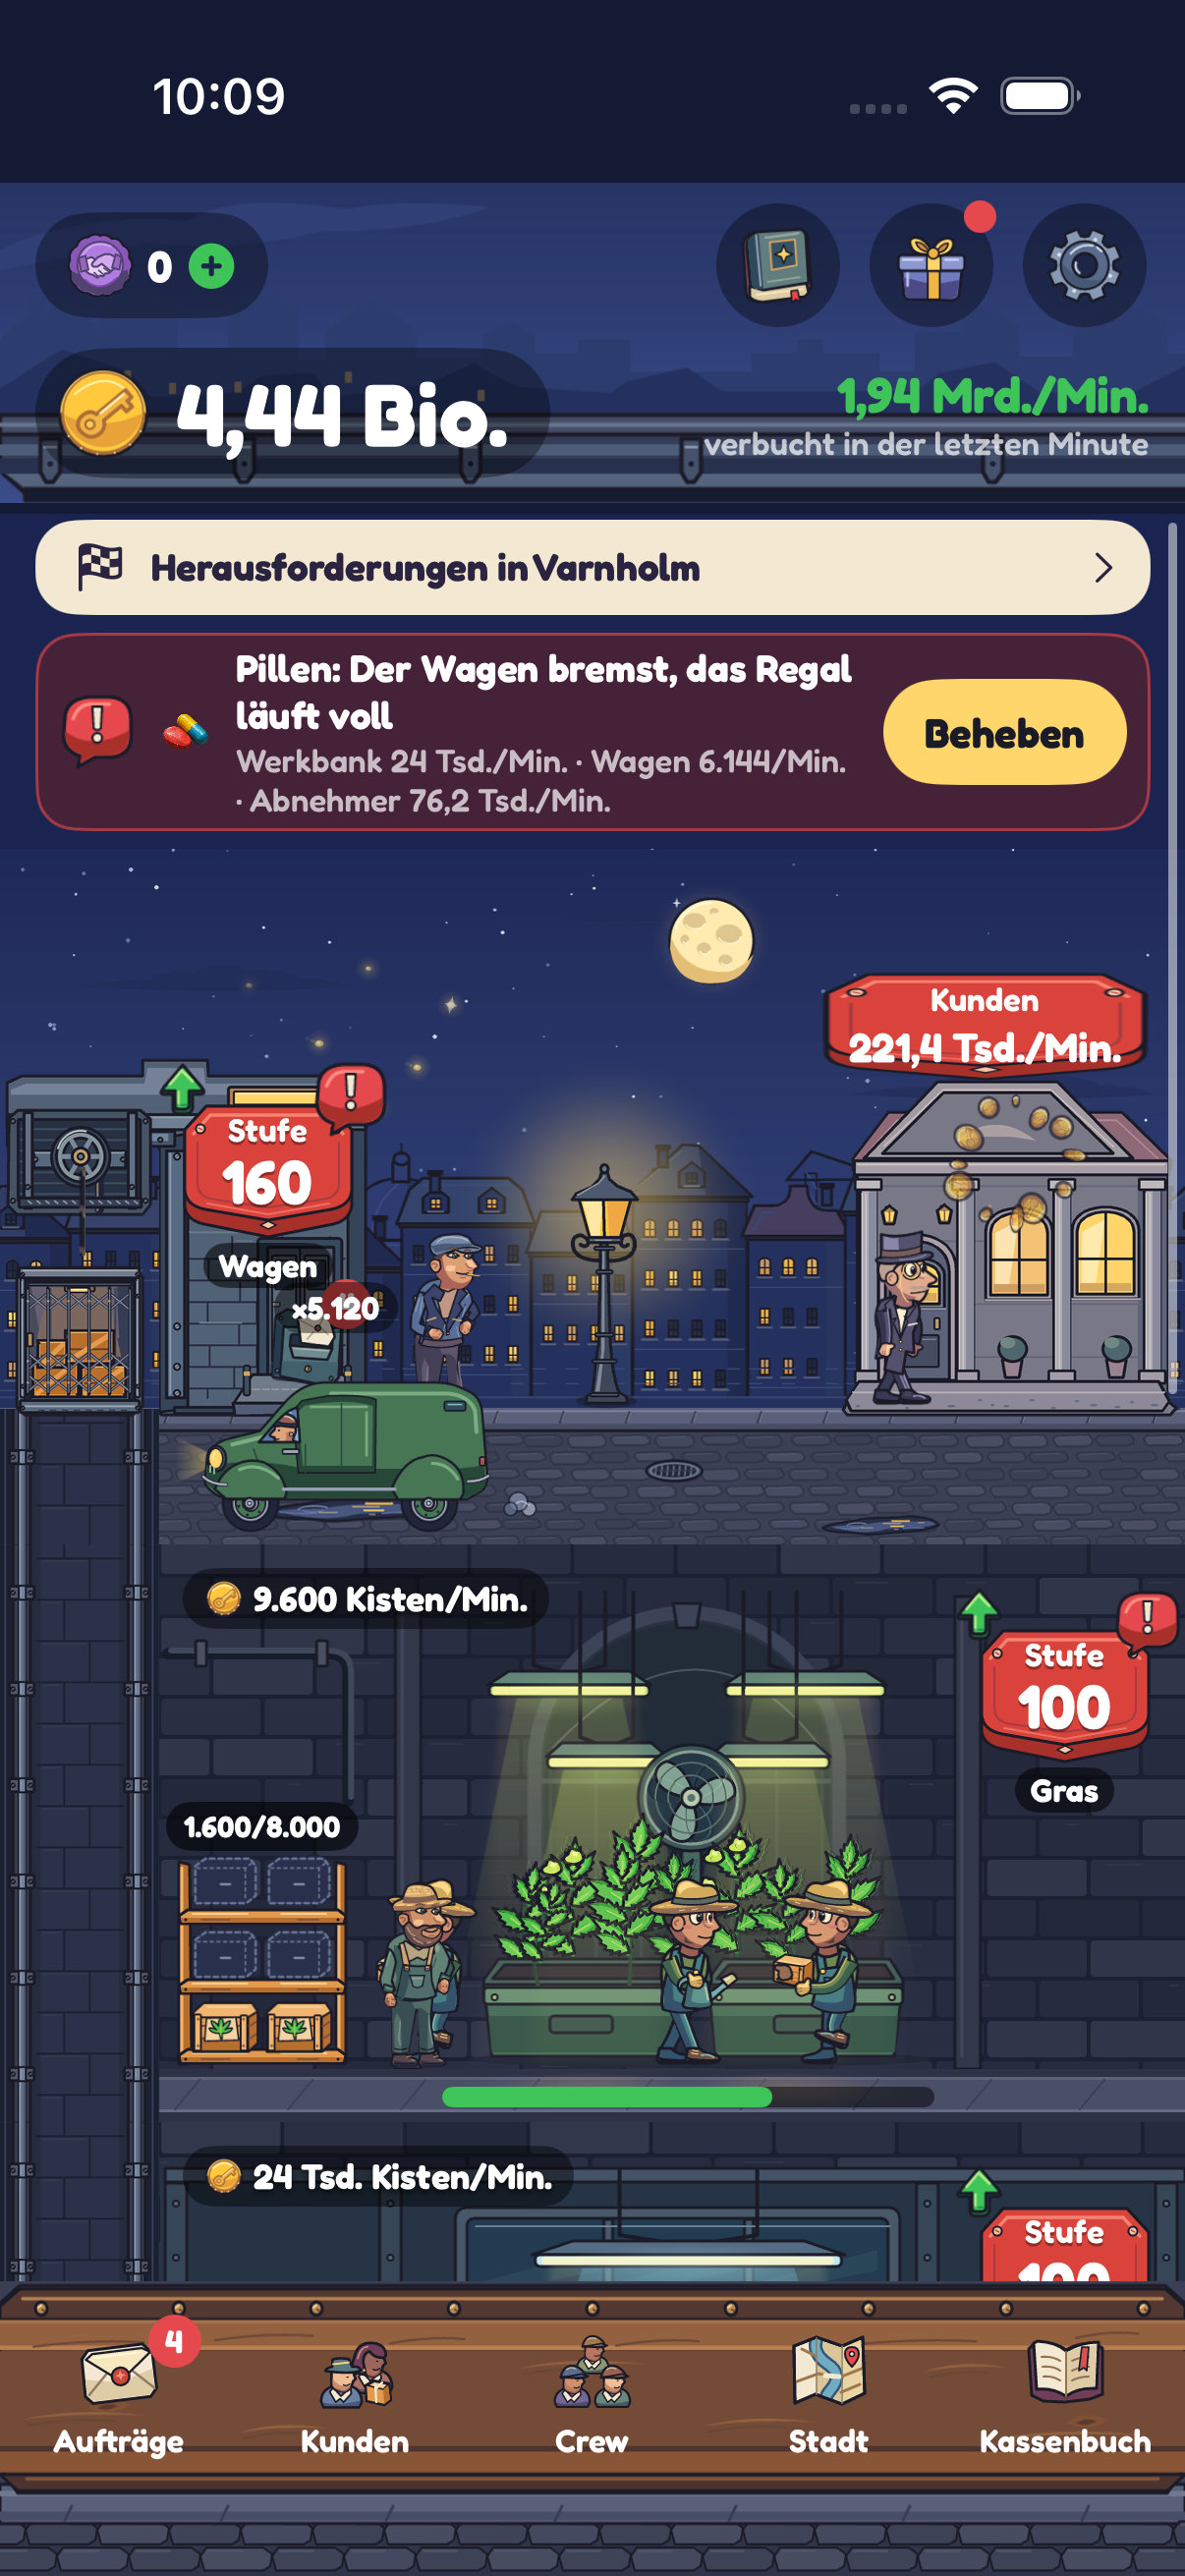 10:09
0
4,44 Bio.
1,94 Mrd./Min.
verbucht in der letzten Minute
Herausforderungen in Varnholm
Pillen: Der Wagen bremst, das Regal
läuft voll
Werkbank 24 Tsd./Min. · Wagen 6.144/Min.
· Abnehmer 76,2 Tsd./Min.
Beheben
Kunden
221,4 Tsd./Min.
Stufe
160
Wagen
×5.120
9.600 Kisten/Min.
Stufe
100
Gras
1.600/8.000
24 Tsd. Kisten/Min.
Stufe
100
4
Aufträge
Kunden
Crew
Stadt
Kassenbuch